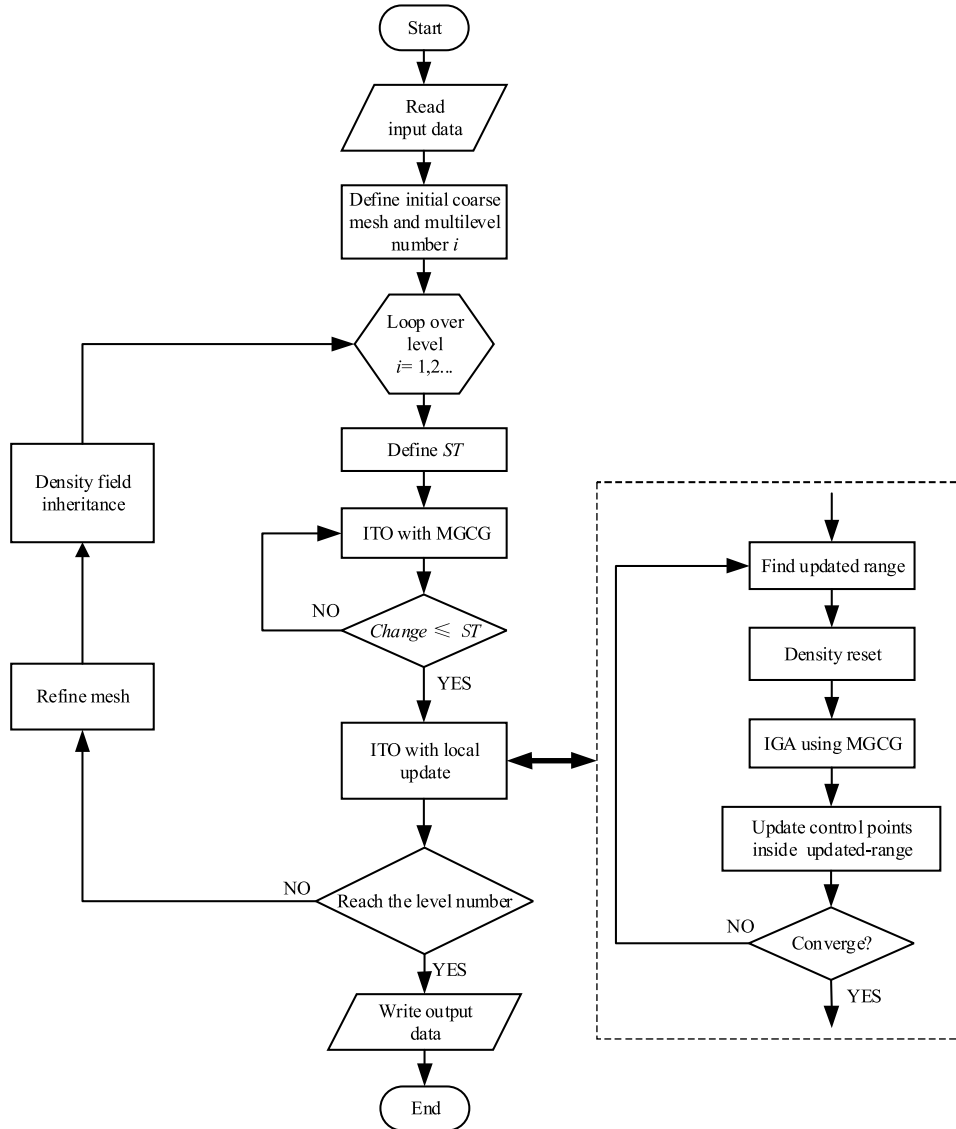 Start
Read
input data
Define initial coarse
mesh and multilevel
number i
Loop over
level
i= 1,2...
Define ST
ITO with MGCG
NO
Change ≤ ST
YES
ITO with local
update
NO
Reach the level number
YES
Write output
data
End
Density field
inheritance
Refine mesh
Find updated range
Density reset
IGA using MGCG
Update control points
inside updated-range
NO
Converge?
YES